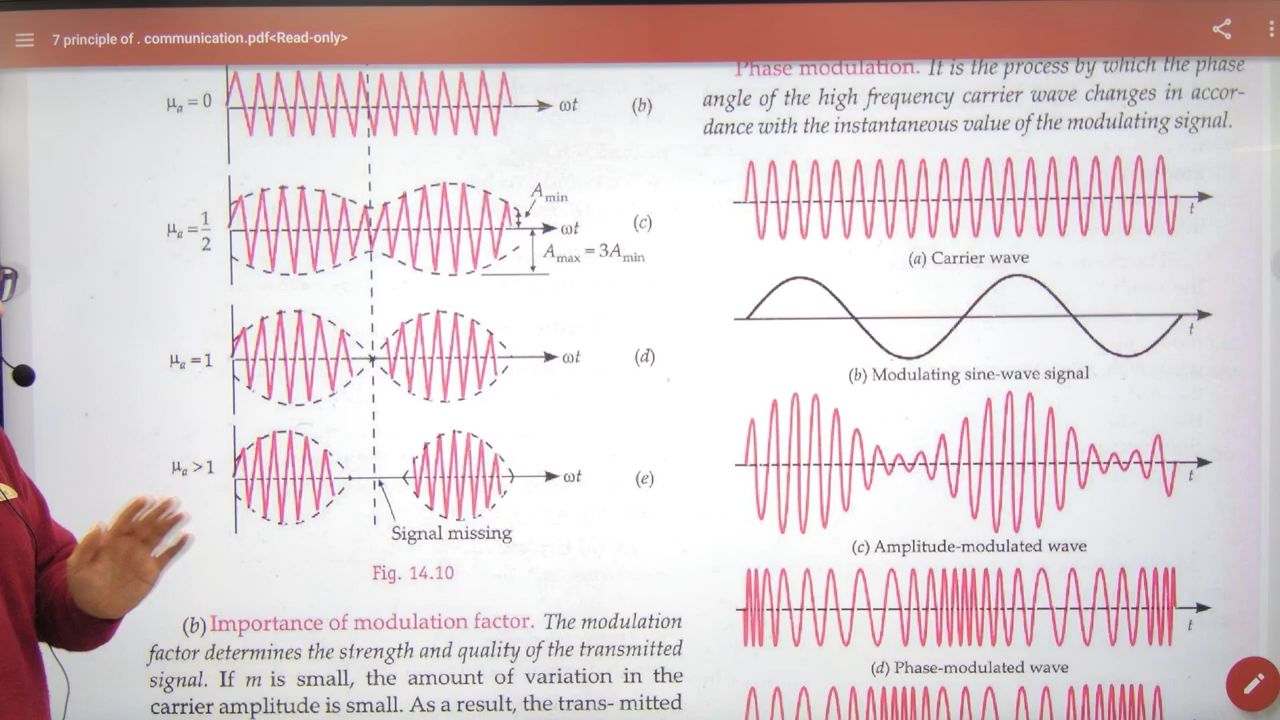 7 principle of . communication.pdf<Read-only>
μₐ = 0
ωt
(b)
μₐ = 1/2
A min
ωt
A max = 3A min
(c)
μₐ = 1
ωt
(d)
μₐ > 1
ωt
(e)
Signal missing
Fig. 14.10
(b) Importance of modulation factor. The modulation
factor determines the strength and quality of the transmitted
signal. If m is small, the amount of variation in the
carrier amplitude is small. As a result, the trans- mitted
Phase modulation. It is the process by which the phase
angle of the high frequency carrier wave changes in accor-
dance with the instantaneous value of the modulating signal.
t
(a) Carrier wave
t
(b) Modulating sine-wave signal
t
(c) Amplitude-modulated wave
t
(d) Phase-modulated wave